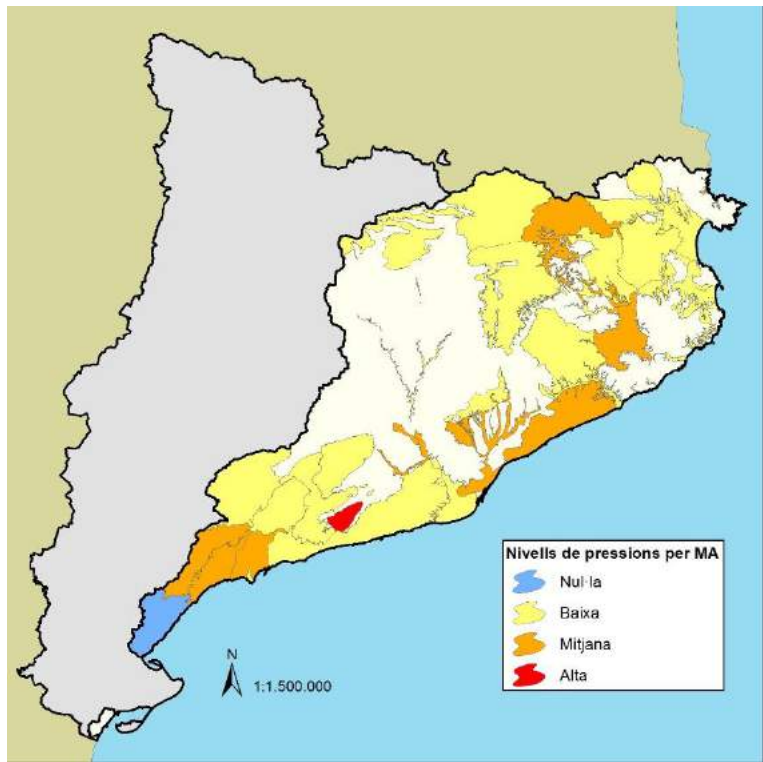 Nivells de pressions per MA
Nul·la
Baixa
Mitjana
Alta
N
1:1.500.000